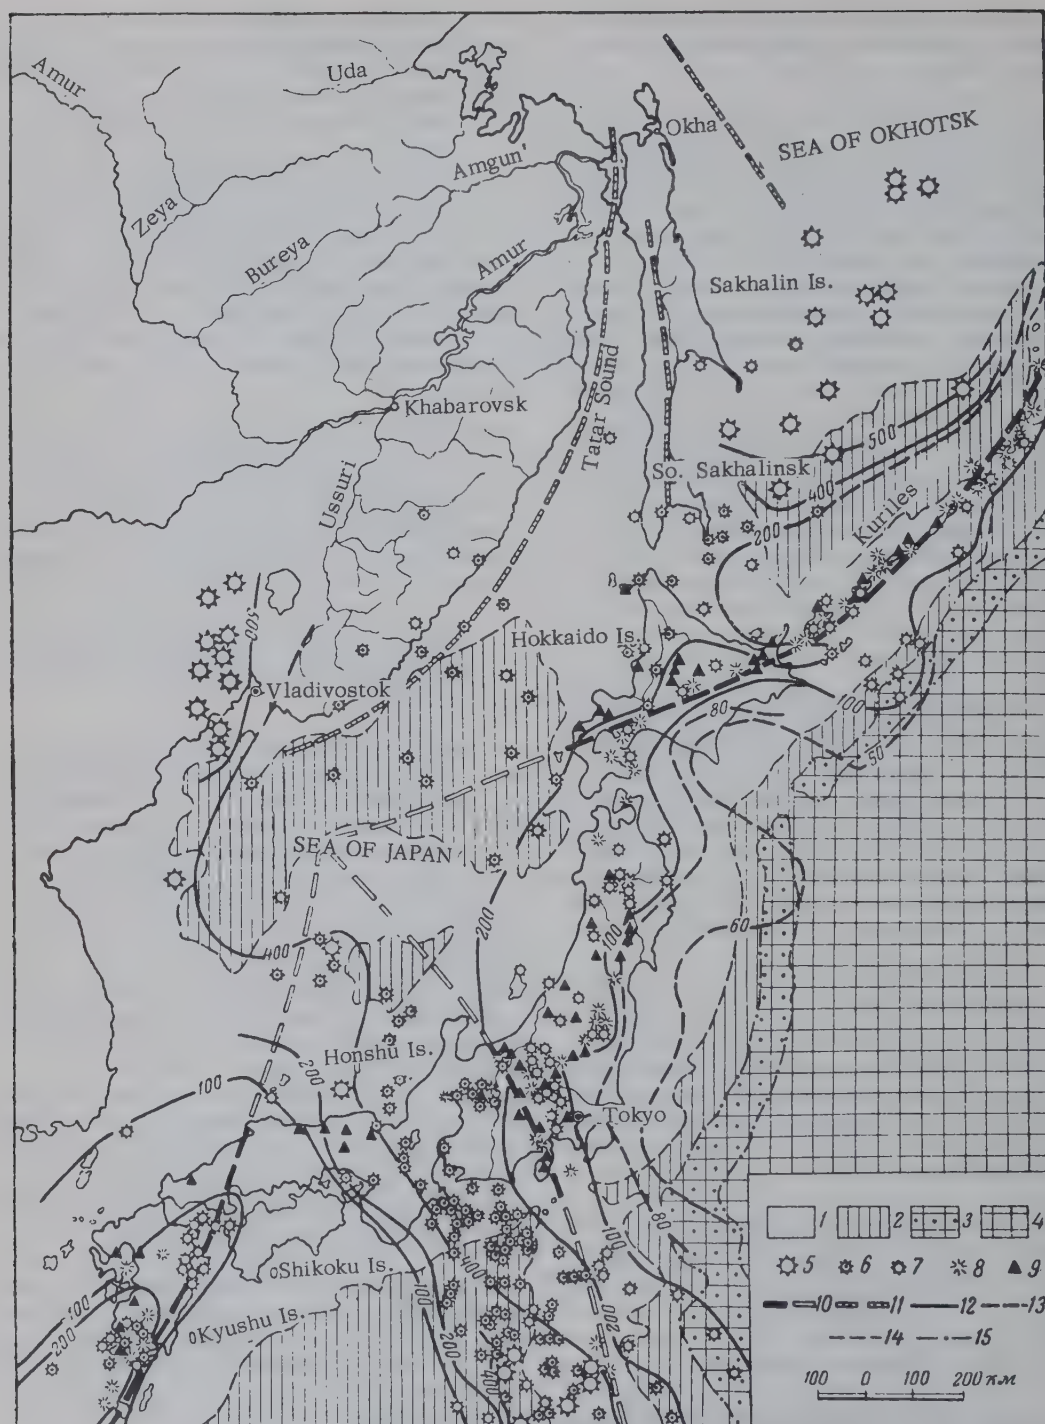 Uda
Amur
Okha
SEA OF OKHOTSK
Amgun'
Zeya
Bureya
Amur
Sakhalin Is.
Tatar Sound
Khabarovsk
500
So. Sakhalinsk
400
Ussuri
200
Kuriles
500
Hokkaido Is.
Vladivostok
100
80
50
SEA OF JAPAN
200
60
100
400
Honshu Is.
200
100
Tokyo
80
100
Shikoku Is.
100
200
200
400
100
200
Kyushu Is.
1 2 3 4
5 6 7 8 9
10 11 12 13
14 15
100 0 100 200 км